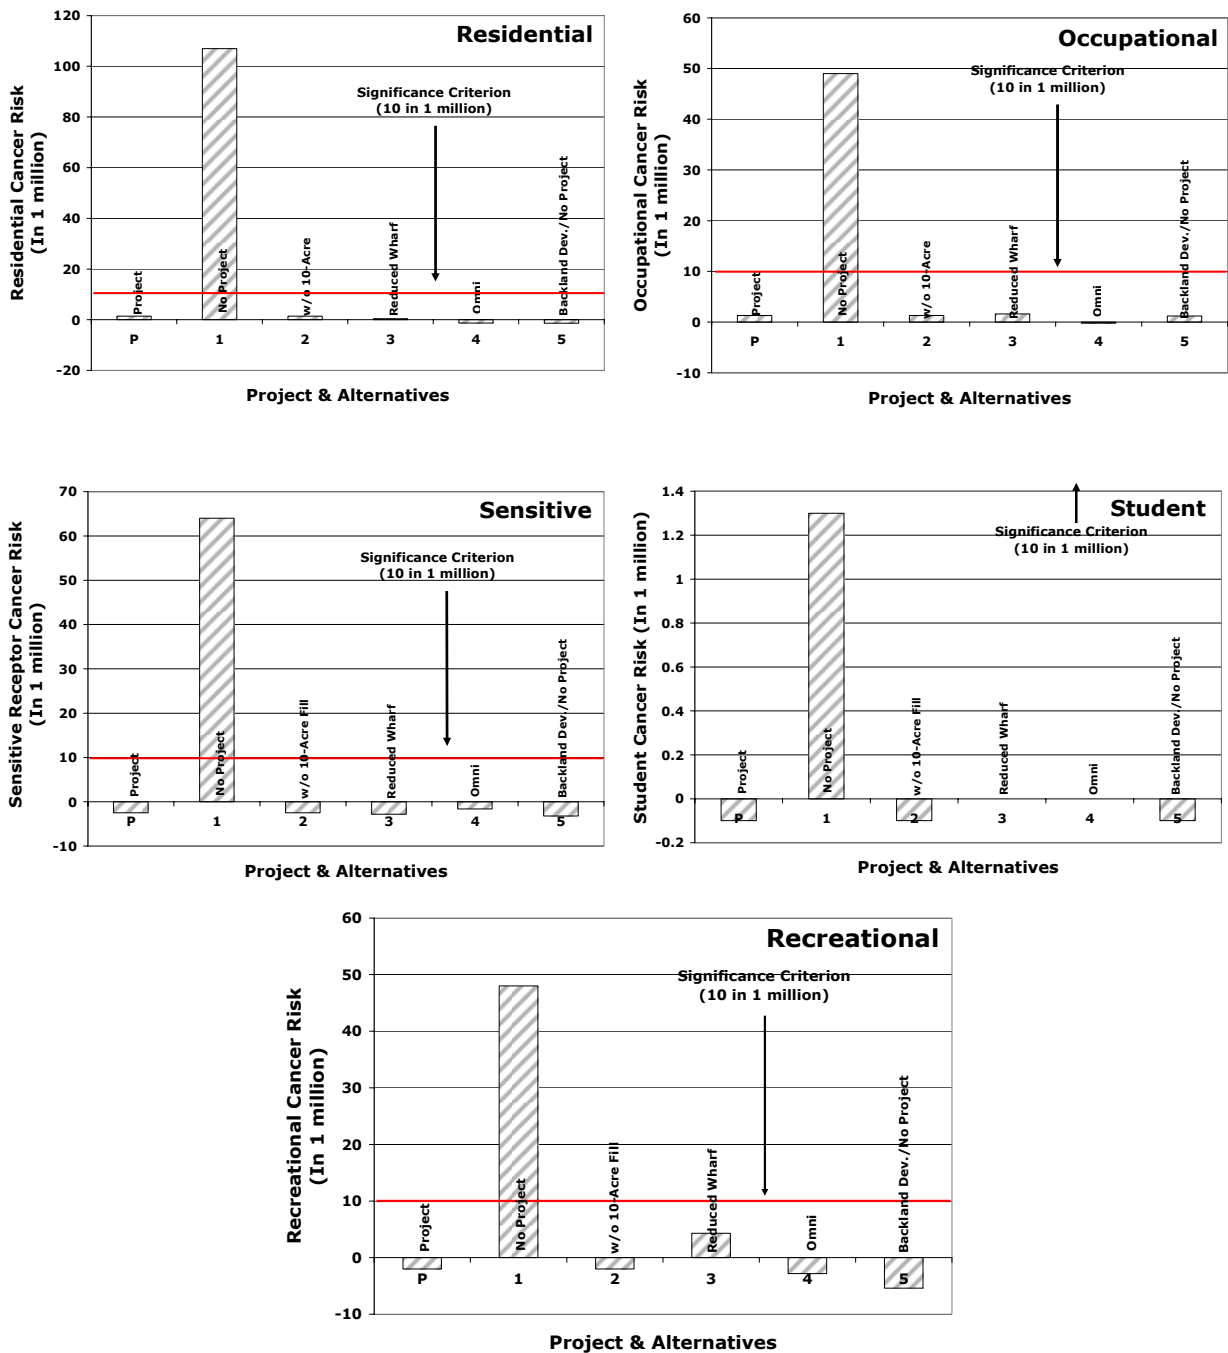 Residential
Residential Cancer Risk
(In 1 million)
120
100
80
60
40
20
0
-20
Significance Criterion
(10 in 1 million)
Project
No Project
w/o 10-Acre
Reduced Wharf
Omni
Backland Dev./No Project
P 1 2 3 4 5
Project & Alternatives
Occupational
Occupational Cancer Risk
(In 1 million)
60
50
40
30
20
10
0
-10
Significance Criterion
(10 in 1 million)
Project
No Project
w/o 10-Acre
Reduced Wharf
Omni
Backland Dev./No Project
P 1 2 3 4 5
Project & Alternatives
Sensitive
Sensitive Receptor Cancer Risk
(In 1 million)
70
60
50
40
30
20
10
0
-10
Significance Criterion
(10 in 1 million)
Project
No Project
w/o 10-Acre Fill
Reduced Wharf
Omni
Backland Dev./No Project
P 1 2 3 4 5
Project & Alternatives
Student
Student Cancer Risk (In 1 million)
1.4
1.2
1
0.8
0.6
0.4
0.2
0
-0.2
Significance Criterion
(10 in 1 million)
Project
No Project
w/o 10-Acre Fill
Reduced Wharf
Omni
Backland Dev./No Project
P 1 2 3 4 5
Project & Alternatives
Recreational
Recreational Cancer Risk
(In 1 million)
60
50
40
30
20
10
0
-10
Significance Criterion
(10 in 1 million)
Project
No Project
w/o 10-Acre Fill
Reduced Wharf
Omni
Backland Dev./No Project
P 1 2 3 4 5
Project & Alternatives